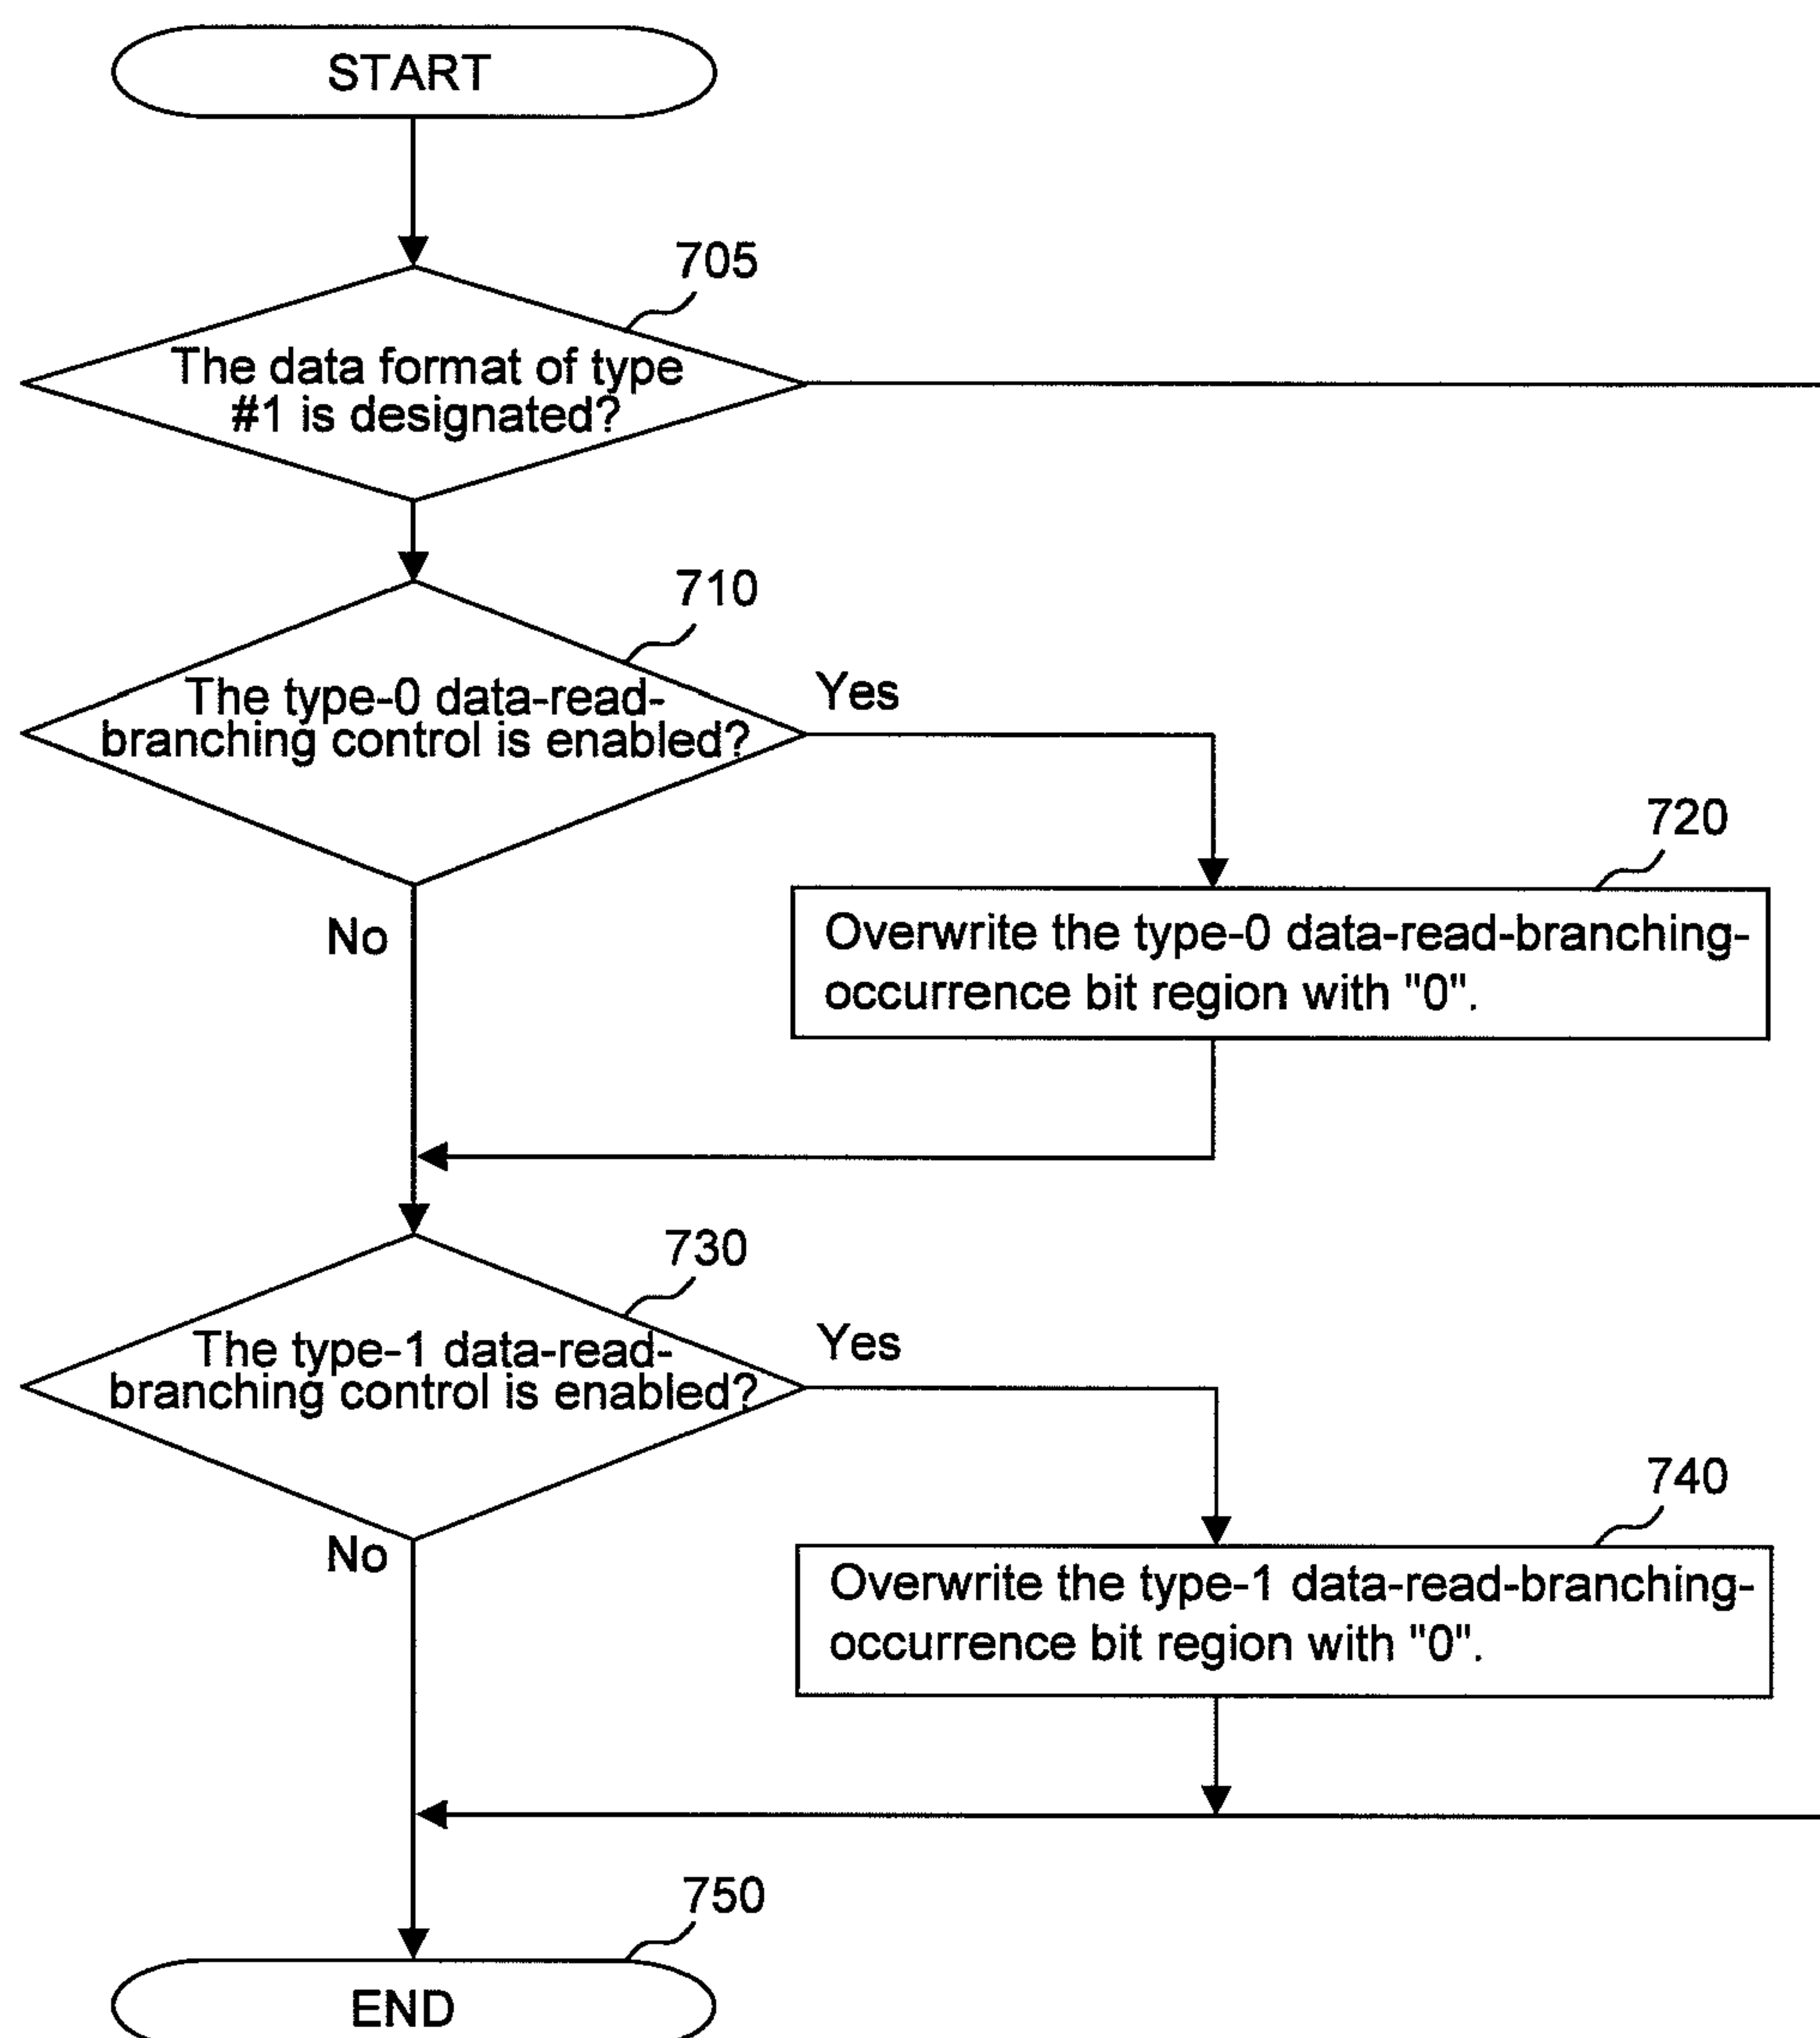 START
705
The data format of type
#1 is designated?
710
The type-0 data-read-
branching control is enabled?
Yes
720
Overwrite the type-0 data-read-branching-
occurrence bit region with "0".
No
730
The type-1 data-read-
branching control is enabled?
Yes
740
Overwrite the type-1 data-read-branching-
occurrence bit region with "0".
No
750
END